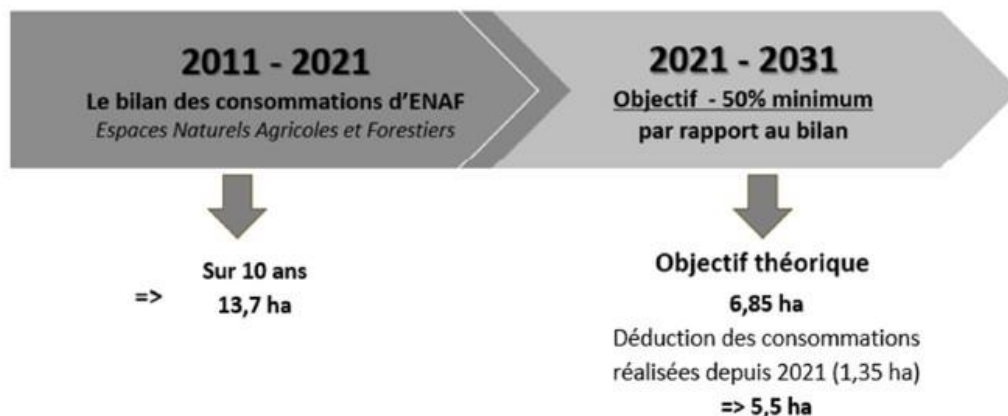 2011 - 2021
Le bilan des consommations d’ENAF
Espaces Naturels Agricoles et Forestiers
2021 - 2031
Objectif - 50% minimum
par rapport au bilan
=> Sur 10 ans
13,7 ha
Objectif théorique
6,85 ha
Déduction des consommations
réalisées depuis 2021 (1,35 ha)
=> 5,5 ha